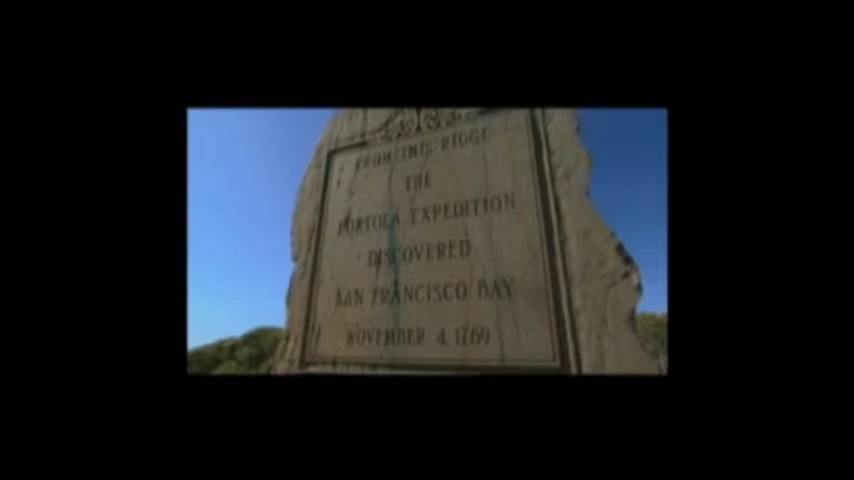 FROM THIS RIDGE
THE
PORTOLA EXPEDITION
DISCOVERED
SAN FRANCISCO BAY
NOVEMBER 4, 1769